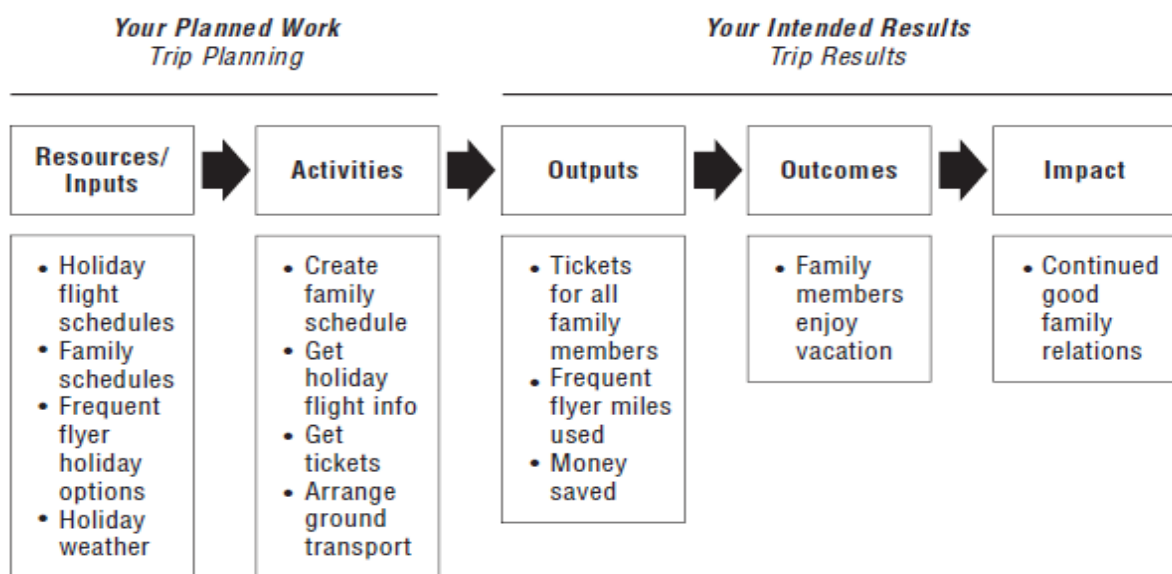 Your Planned Work
Trip Planning
Your Intended Results
Trip Results
Resources/
Inputs
Activities
Outputs
Outcomes
Impact
• Holiday
flight
schedules
• Family
schedules
• Frequent
flyer
holiday
options
• Holiday
weather
• Create
family
schedule
• Get
holiday
flight info
• Get
tickets
• Arrange
ground
transport
• Tickets
for all
family
members
• Frequent
flyer miles
used
• Money
saved
• Family
members
enjoy
vacation
• Continued
good
family
relations